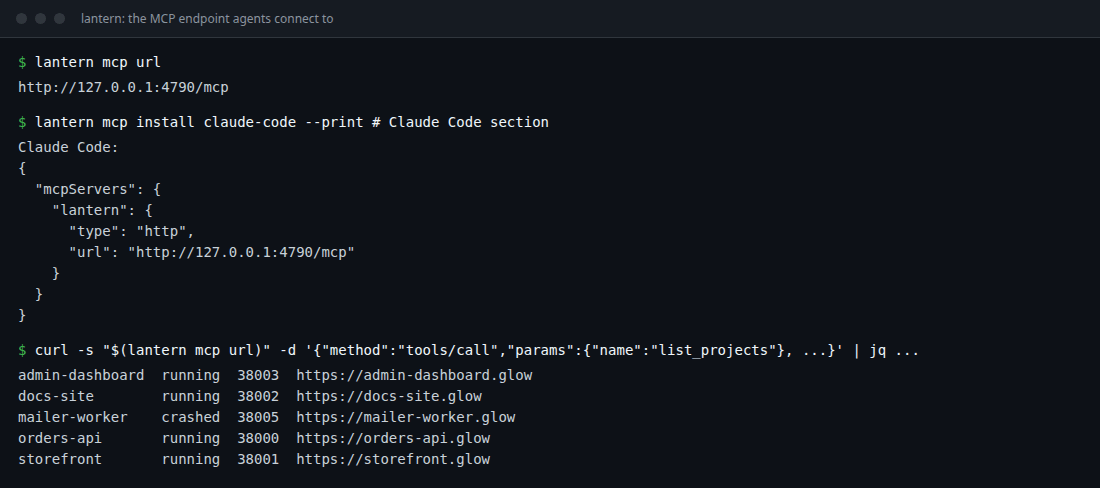 lantern: the MCP endpoint agents connect to
$ lantern mcp url
http://127.0.0.1:4790/mcp
$ lantern mcp install claude-code --print # Claude Code section
Claude Code:
{
  "mcpServers": {
    "lantern": {
      "type": "http",
      "url": "http://127.0.0.1:4790/mcp"
    }
  }
}
$ curl -s "$(lantern mcp url)" -d '{"method":"tools/call","params":{"name":"list_projects"}, ...}' | jq ...
admin-dashboard  running  38003  https://admin-dashboard.glow
docs-site        running  38002  https://docs-site.glow
mailer-worker    crashed  38005  https://mailer-worker.glow
orders-api       running  38000  https://orders-api.glow
storefront       running  38001  https://storefront.glow